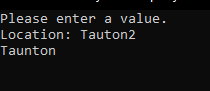 Please enter a value.
Location: Tauton2
Taunton